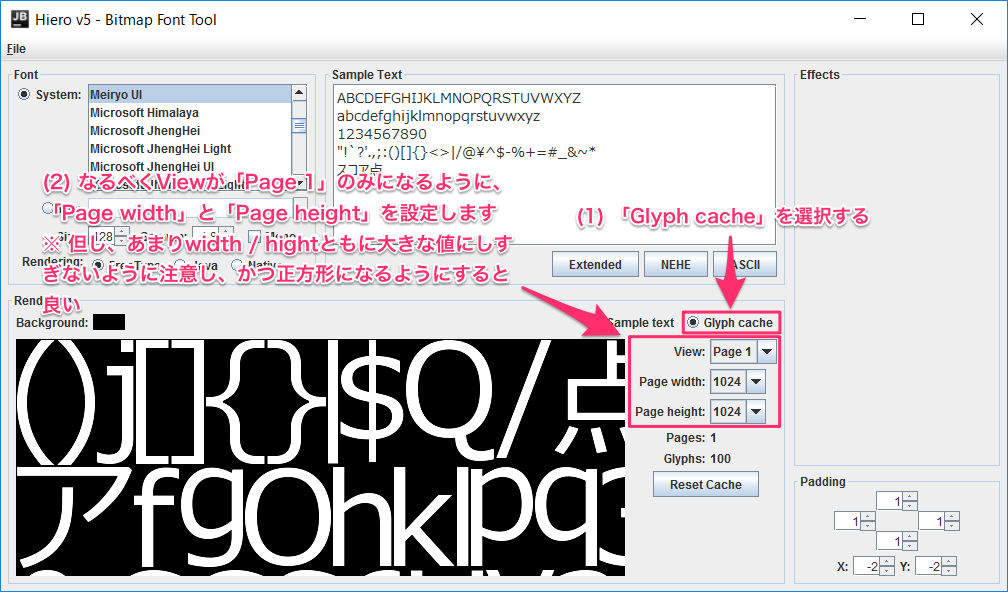 Hiero v5 - Bitmap Font Tool
File
Font
System:
Meiryo UI
Microsoft Himalaya
Microsoft JhengHei
Microsoft JhengHei Light
Microsoft JhengHei UI
Sample Text
ABCDEFGHIJKLMNOPQRSTUVWXYZ
abcdefghijklmnopqrstuvwxyz
1234567890
"!`?'.,;:()[]{}<>|/@¥^$-%+=#_&~*
スコア点
Effects
(2) なるべくViewが「Page 1」のみになるように、
「Page width」と「Page height」を設定します
※ 但し、あまりwidth / hightともに大きな値にしす
ぎないように注意し、かつ正方形になるようにすると
良い
(1) 「Glyph cache」を選択する
Rendering:
Java
Extended
NEHE
ASCII
Background:
Sample text
Glyph cache
View: Page 1
Page width: 1024
Page height: 1024
Pages: 1
Glyphs: 100
Reset Cache
()j[]{}|$Q/点
アfgOhklpq
Padding
1
1 1
1
X: -2 Y: -2